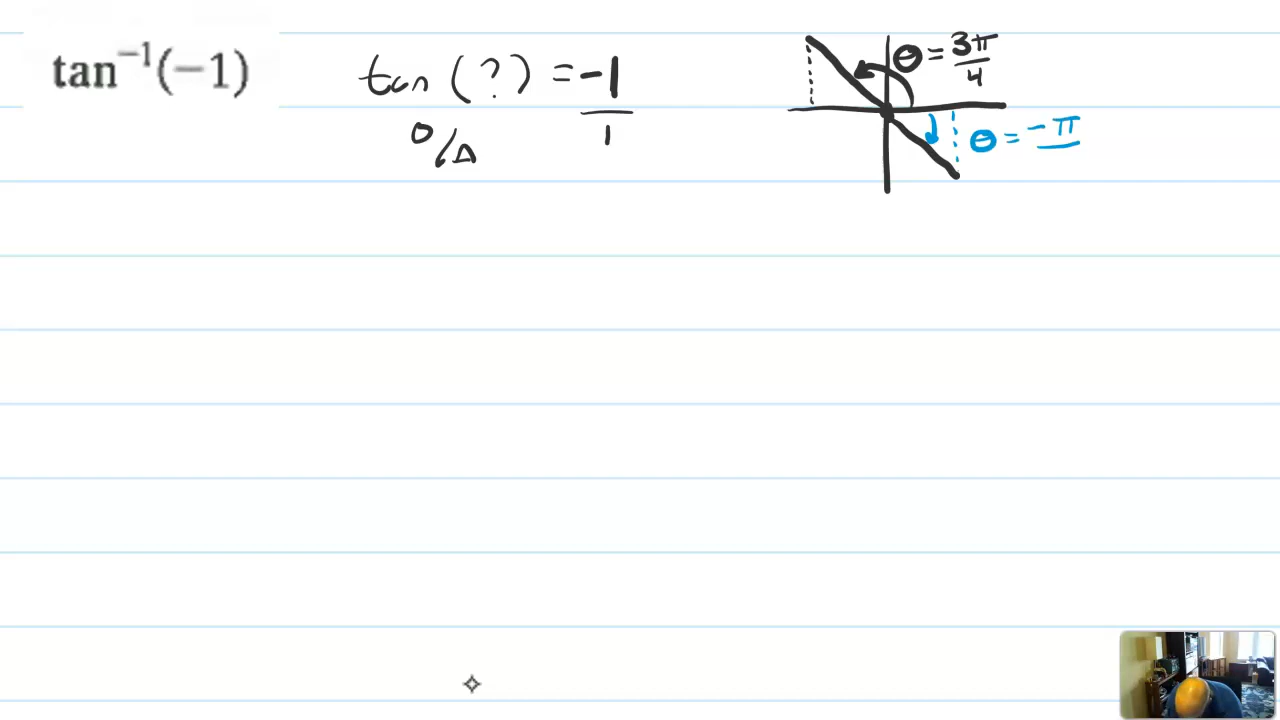 tan⁻¹(−1)
tan (?) = -1/1
O/A
θ = 3π/4
θ = -π